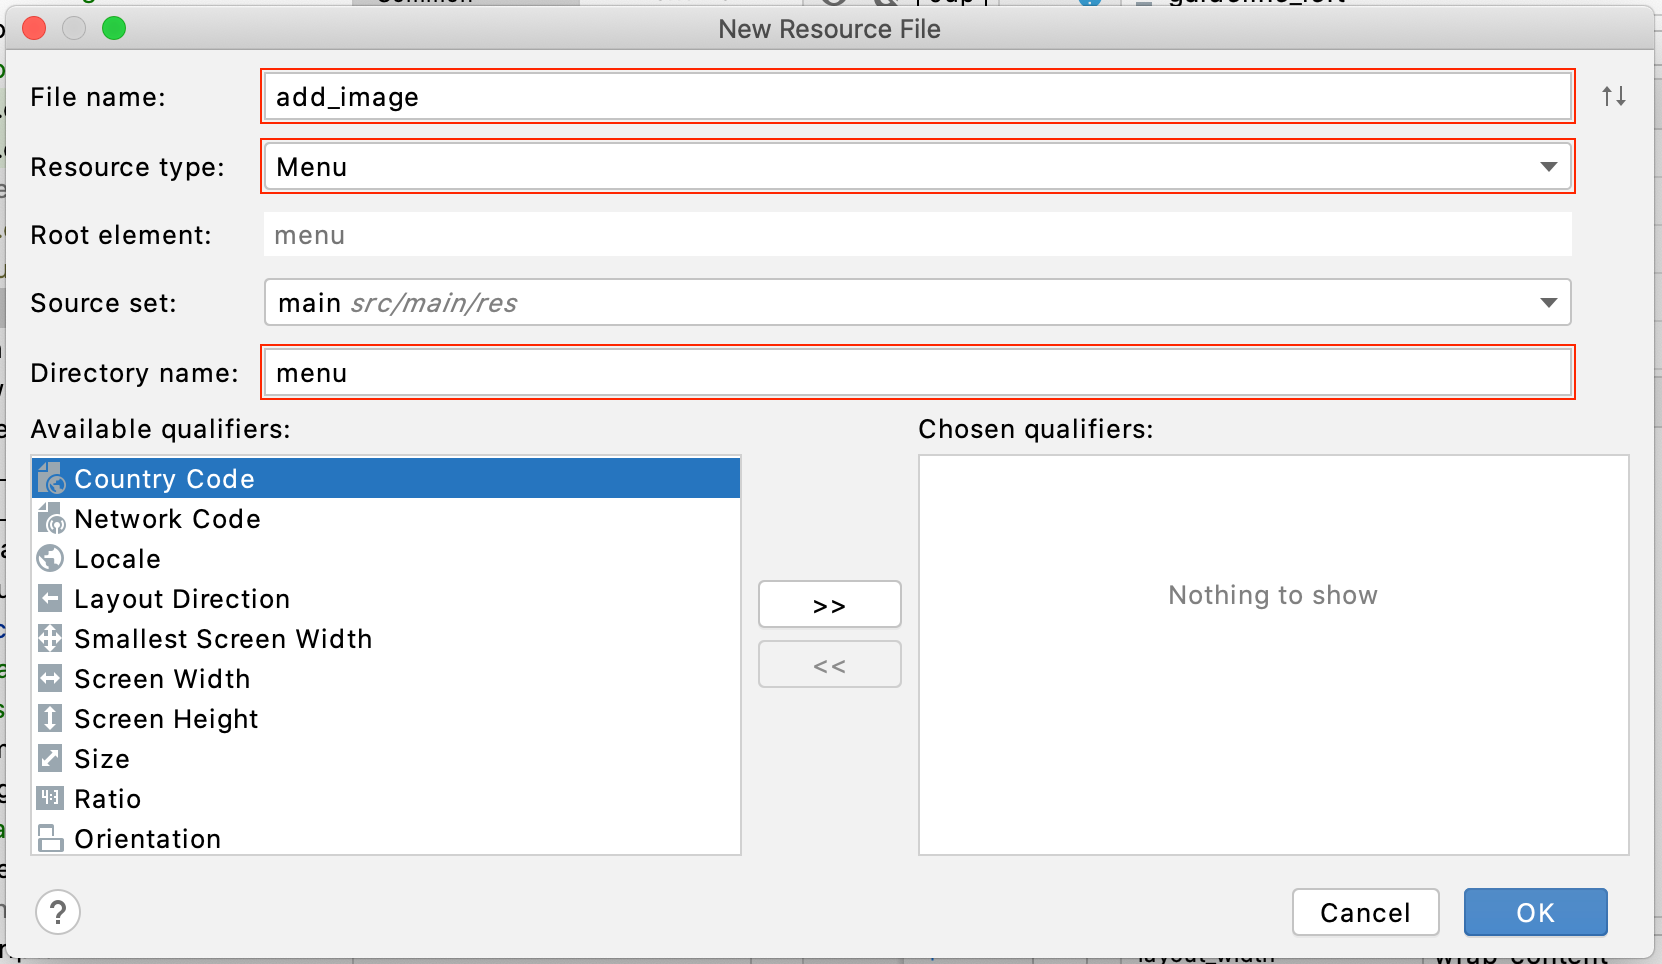 New Resource File
File name: add_image
Resource type: Menu
Root element: menu
Source set: main src/main/res
Directory name: menu
Available qualifiers: Chosen qualifiers:
Country Code
Network Code
Locale
Layout Direction
Smallest Screen Width
Screen Width
Screen Height
Size
Ratio
Orientation
>>
<<
Nothing to show
?
Cancel OK